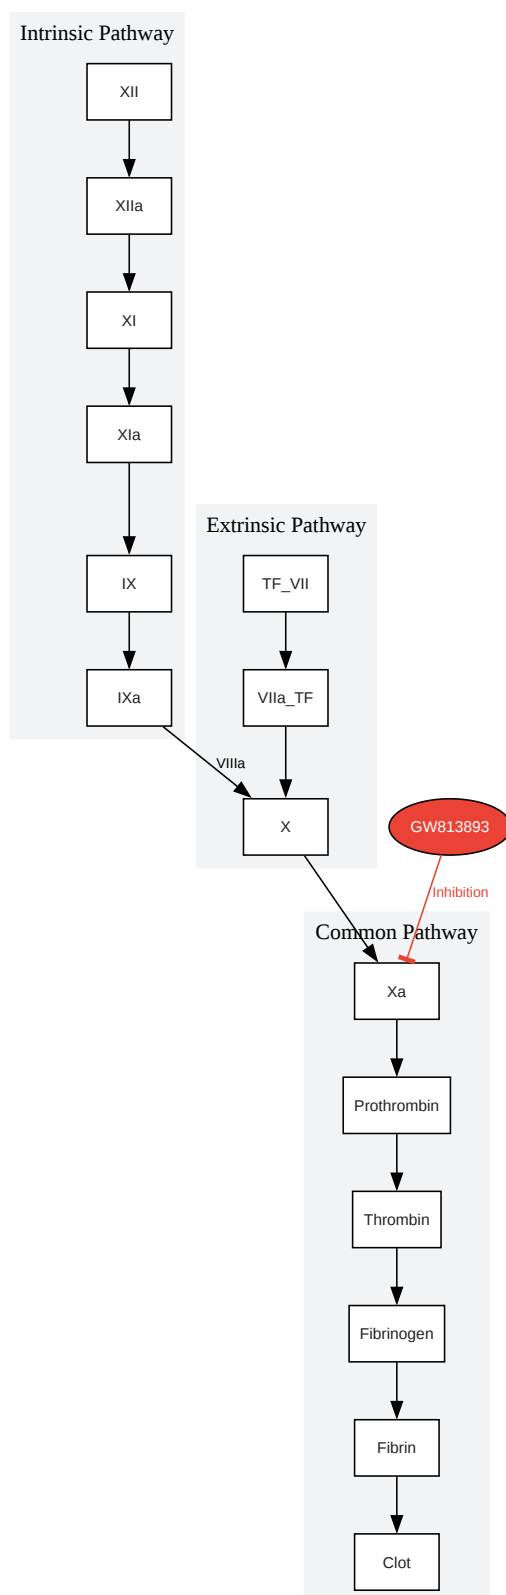 Intrinsic Pathway
XII
XIIa
XI
XIa
IX
IXa
VIIIa
Extrinsic Pathway
TF_VII
VIIa_TF
X
GW813893
Inhibition
Common Pathway
Xa
Prothrombin
Thrombin
Fibrinogen
Fibrin
Clot